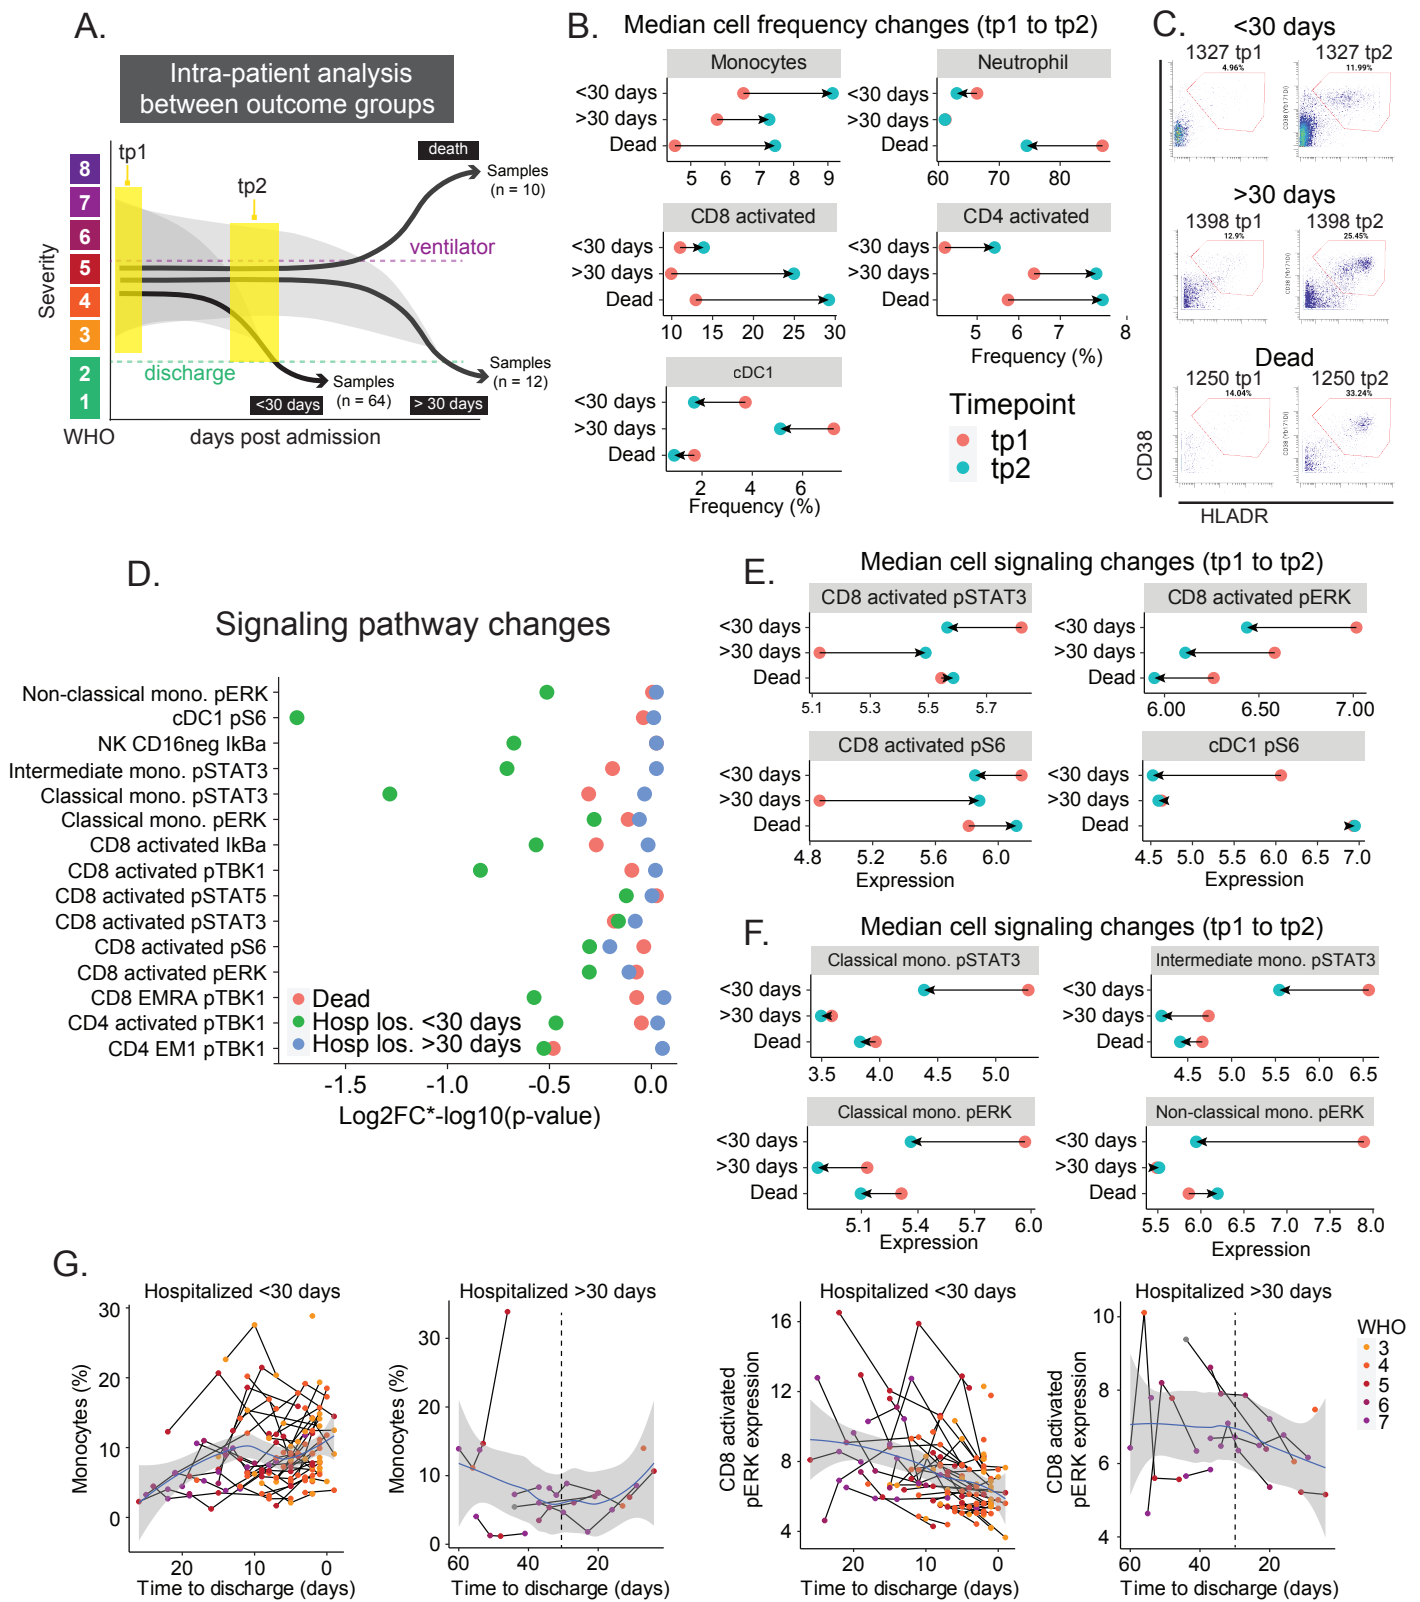 A.
Intra-patient analysis
between outcome groups
tp1
tp2
death
Samples
(n = 10)
ventilator
discharge
Samples
(n = 64)
Samples
(n = 12)
<30 days
> 30 days
Severity
8
7
6
5
4
3
2
1
WHO
days post admission
B.
Median cell frequency changes (tp1 to tp2)
Monocytes
<30 days
>30 days
Dead
5 6 7 8 9
Neutrophil
<30 days
>30 days
Dead
60 70 80
CD8 activated
<30 days
>30 days
Dead
10 15 20 25 30
CD4 activated
<30 days
>30 days
Dead
5 6 7 8
Frequency (%)
cDC1
<30 days
>30 days
Dead
2 4 6
Frequency (%)
Timepoint
tp1
tp2
C.
<30 days
1327 tp1
4.96%
1327 tp2
11.99%
CD38 (Yb171Di)
>30 days
1398 tp1
12.9%
1398 tp2
25.45%
CD38 (Yb171Di)
Dead
1250 tp1
14.04%
1250 tp2
33.24%
CD38 (Yb171Di)
CD38
HLADR
D.
Signaling pathway changes
Non-classical mono. pERK
cDC1 pS6
NK CD16neg IkBa
Intermediate mono. pSTAT3
Classical mono. pSTAT3
Classical mono. pERK
CD8 activated IkBa
CD8 activated pTBK1
CD8 activated pSTAT5
CD8 activated pSTAT3
CD8 activated pS6
CD8 activated pERK
CD8 EMRA pTBK1
CD4 activated pTBK1
CD4 EM1 pTBK1
Dead
Hosp los. <30 days
Hosp los. >30 days
-1.5 -1.0 -0.5 0.0
Log2FC*-log10(p-value)
E.
Median cell signaling changes (tp1 to tp2)
CD8 activated pSTAT3
<30 days
>30 days
Dead
5.1 5.3 5.5 5.7
CD8 activated pERK
<30 days
>30 days
Dead
6.00 6.50 7.00
CD8 activated pS6
<30 days
>30 days
Dead
4.8 5.2 5.6 6.0
Expression
cDC1 pS6
<30 days
>30 days
Dead
4.5 5.0 5.5 6.0 6.5 7.0
Expression
F.
Median cell signaling changes (tp1 to tp2)
Classical mono. pSTAT3
<30 days
>30 days
Dead
3.5 4.0 4.5 5.0
Intermediate mono. pSTAT3
<30 days
>30 days
Dead
4.5 5.0 5.5 6.0 6.5
Classical mono. pERK
<30 days
>30 days
Dead
5.1 5.4 5.7 6.0
Expression
Non-classical mono. pERK
<30 days
>30 days
Dead
5.5 6.0 6.5 7.0 7.5 8.0
Expression
G.
Hospitalized <30 days
Monocytes (%)
30
20
10
0
20 10 0
Time to discharge (days)
Hospitalized >30 days
Monocytes (%)
30
20
10
0
60 40 20
Time to discharge (days)
Hospitalized <30 days
CD8 activated
pERK expression
16
12
8
4
20 10 0
Time to discharge (days)
Hospitalized >30 days
CD8 activated
pERK expression
10
8
6
4
60 40 20
Time to discharge (days)
WHO
3
4
5
6
7